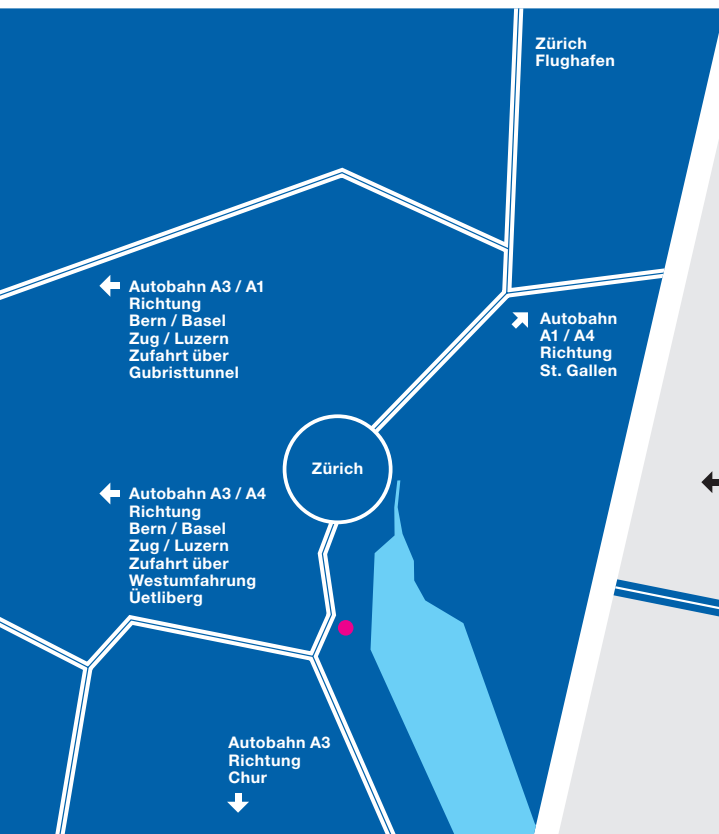 Zürich
Flughafen
Autobahn A3 / A1
Richtung
Bern / Basel
Zug / Luzern
Zufahrt über
Gubristtunnel
Autobahn
A1 / A4
Richtung
St. Gallen
Zürich
Autobahn A3 / A4
Richtung
Bern / Basel
Zug / Luzern
Zufahrt über
Westumfahrung
Üetliberg
Autobahn A3
Richtung
Chur